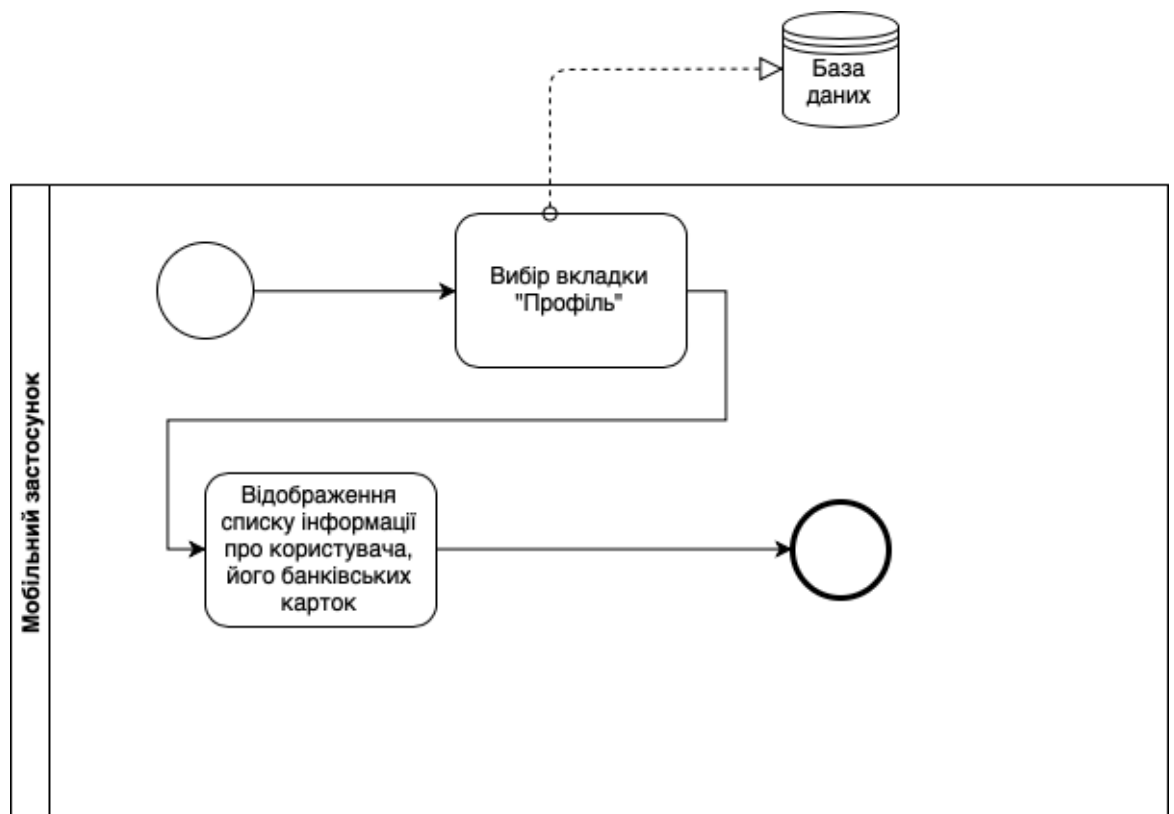 База
даних
Вибір вкладки
"Профіль"
Мобільний застосунок
Відображення
списку інформації
про користувача,
його банківських
карток